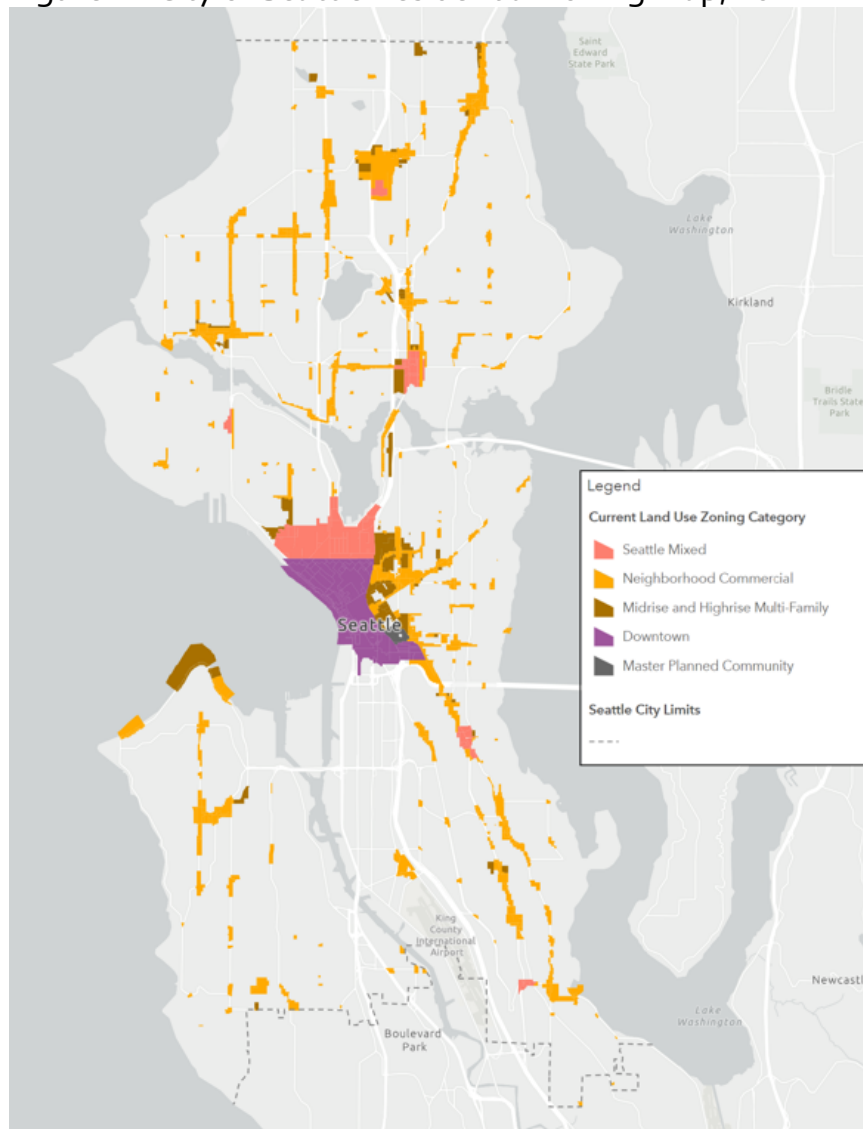 Saint
Edward
State Park
Lake
Washington
Kirkland
Bridle
Trails State
Park
Legend
Current Land Use Zoning Category
Seattle Mixed
Neighborhood Commercial
Midrise and Highrise Multi-Family
Downtown
Master Planned Community
Seattle City Limits
Seattle
King
County
International
Airport
Newcastl
Boulevard
Park
Lake
Washington